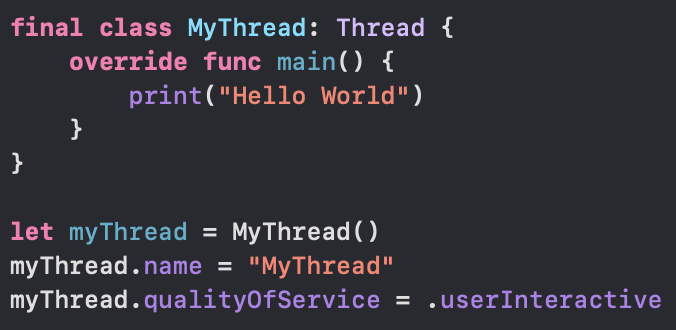 final class MyThread: Thread {
    override func main() {
        print("Hello World")
    }
}

let myThread = MyThread()
myThread.name = "MyThread"
myThread.qualityOfService = .userInteractive